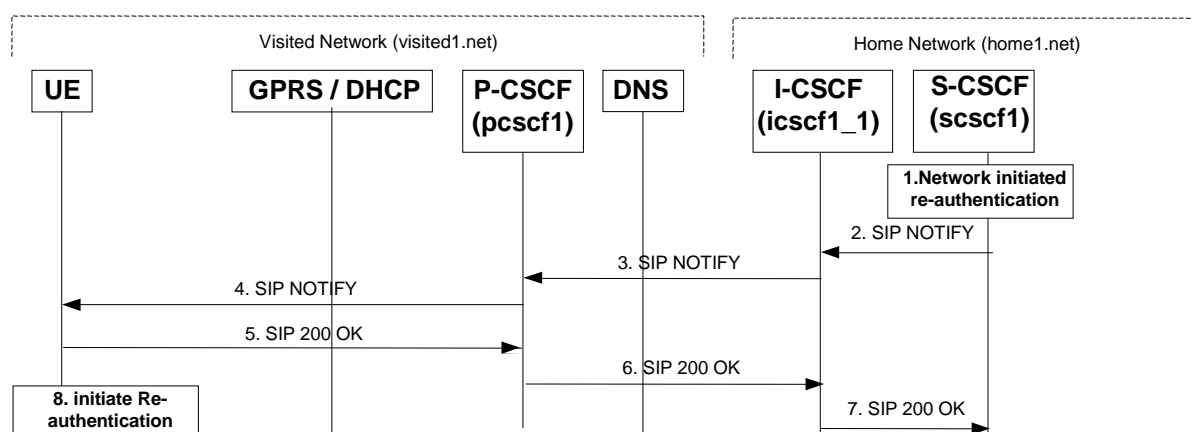 Visited Network (visited1.net)
Home Network (home1.net)
UE
GPRS / DHCP
P-CSCF
(pcscf1)
DNS
I-CSCF
(icscf1_1)
S-CSCF
(scscf1)
1.Network initiated
re-authentication
2. SIP NOTIFY
3. SIP NOTIFY
4. SIP NOTIFY
5. SIP 200 OK
6. SIP 200 OK
7. SIP 200 OK
8. initiate Re-
authentication